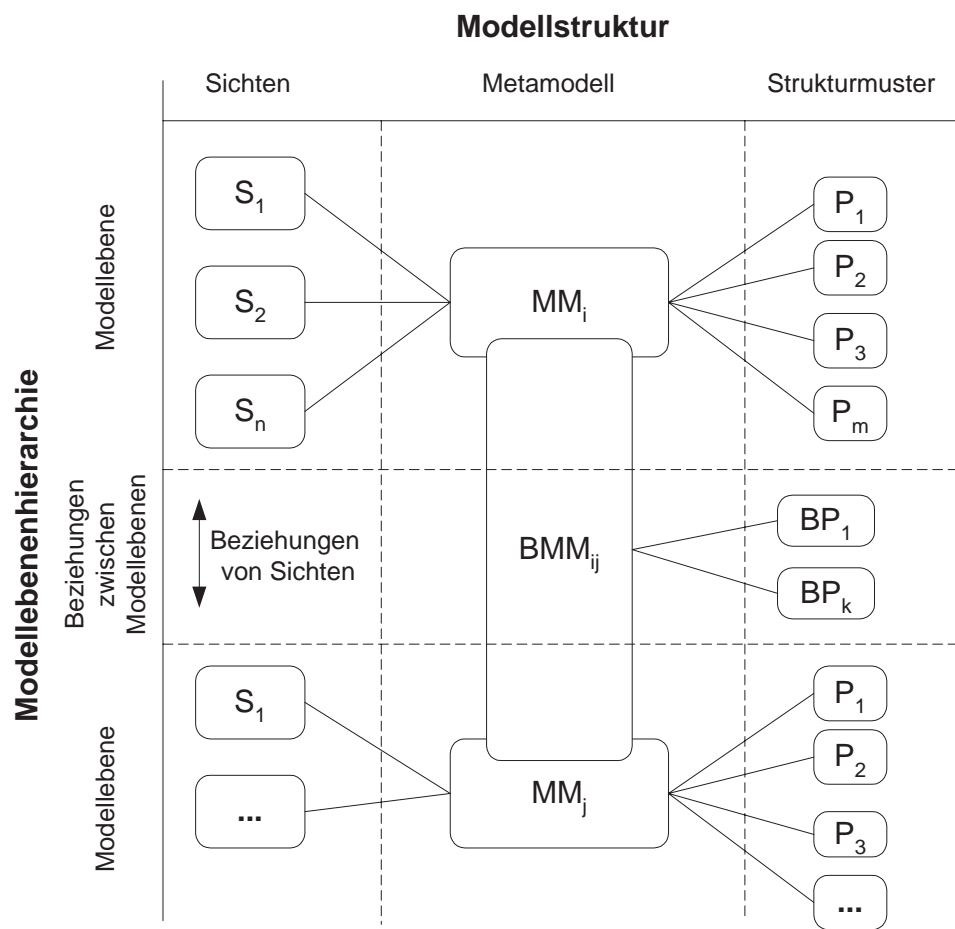 Modellstruktur
Sichten
Metamodell
Strukturmuster
Modellebenenhierarchie
Modellebene
S1
S2
Sn
MMi
P1
P2
P3
Pm
Beziehungen
zwischen
Modellebenen
Beziehungen
von Sichten
BMMij
BP1
BPk
Modellebene
S1
...
MMj
P1
P2
P3
...